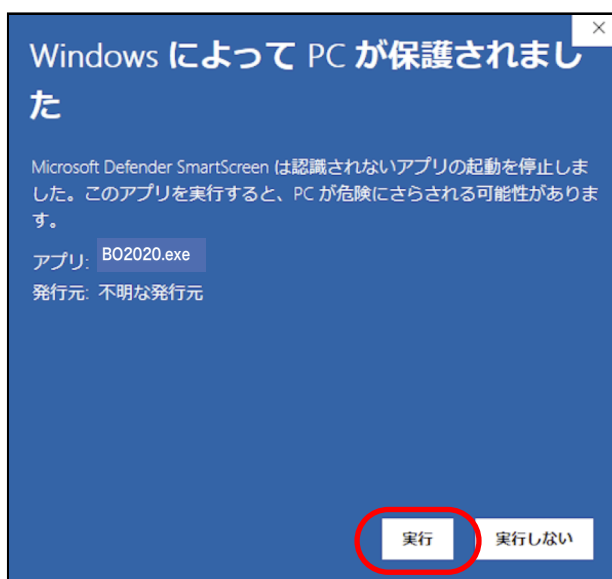 Windows によって PC が保護されまし
た
Microsoft Defender SmartScreen は認識されないアプリの起動を停止しま
した。このアプリを実行すると、PC が危険にさらされる可能性がありま
す。
アプリ: BO2020.exe
発行元: 不明な発行元
実行 実行しない